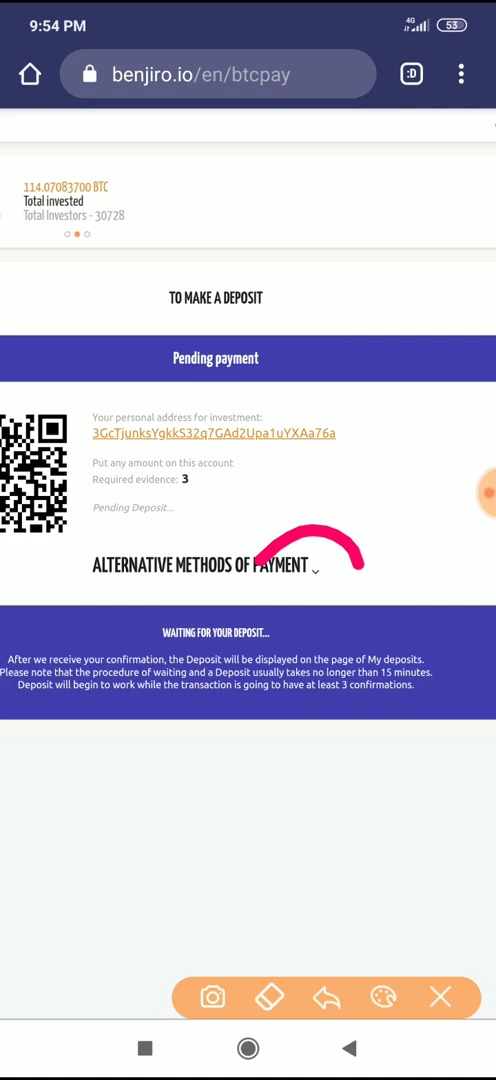 9:54 PM
4G
53
benjiro.io/en/btcpay
:D
114.07083700 BTC
Total invested
Total Investors - 30728
TO MAKE A DEPOSIT
Pending payment
Your personal address for investment:
3GcTjunksYgkkS32q7GAd2Upa1uYXAa76a
Put any amount on this account
Required evidence: 3
Pending Deposit...
ALTERNATIVE METHODS OF PAYMENT
WAITING FOR YOUR DEPOSIT...
After we receive your confirmation, the Deposit will be displayed on the page of My deposits.
Please note that the procedure of waiting and a Deposit usually takes no longer than 15 minutes.
Deposit will begin to work while the transaction is going to have at least 3 confirmations.